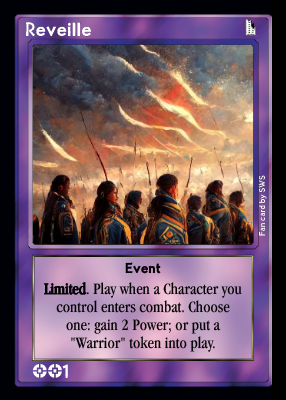 Reveille
Fan card by SWS
Event
Limited. Play when a Character you
control enters combat. Choose
one: gain 2 Power; or put a
"Warrior" token into play.
1